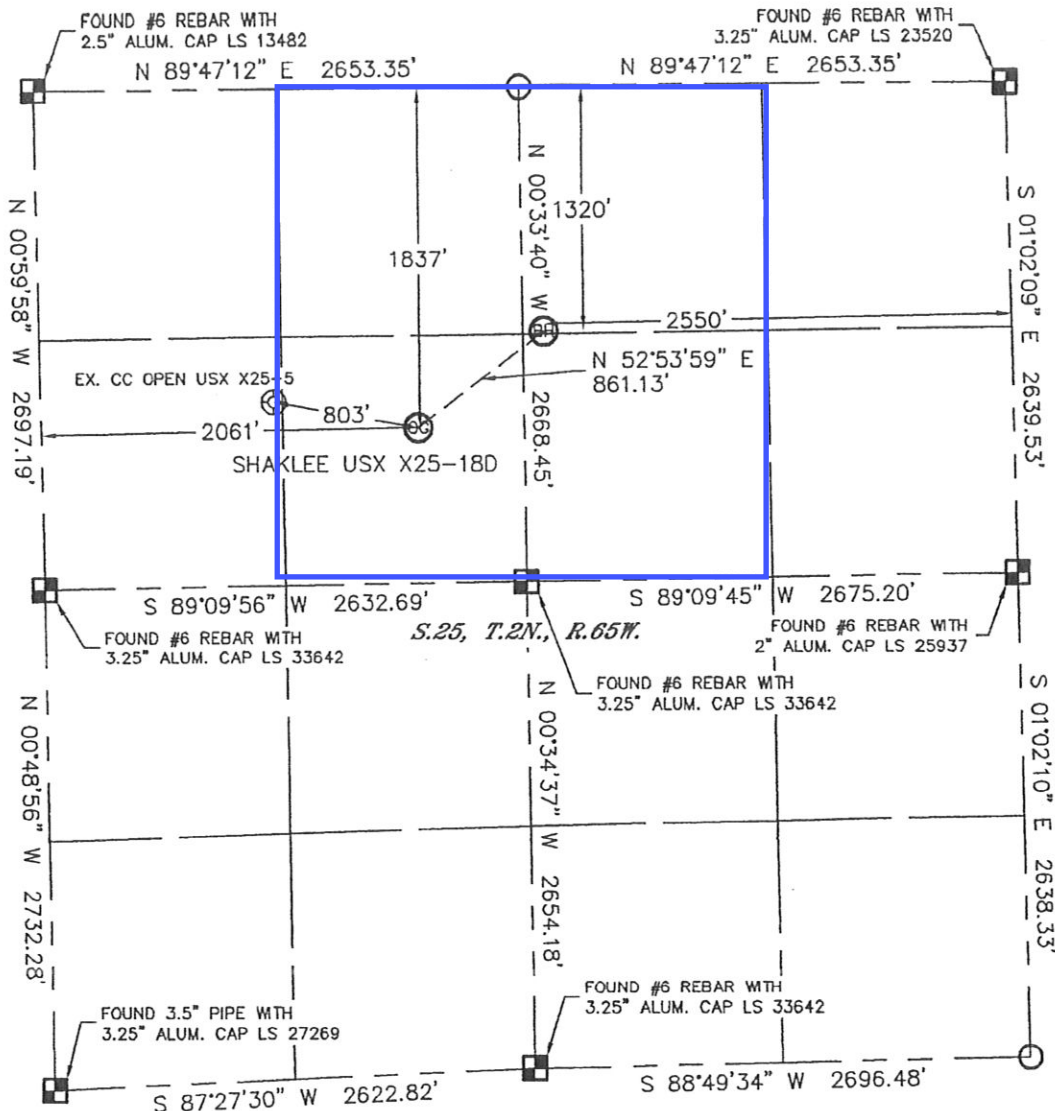 FOUND #6 REBAR WITH
2.5" ALUM. CAP LS 13482
FOUND #6 REBAR WITH
3.25" ALUM. CAP LS 23520
N 89°47'12" E 2653.35'
N 89°47'12" E 2653.35'
N 00°59'58" W 2697.19'
N 00°33'40" W 2668.45'
S 01°02'09" E 2639.53'
1320'
1837'
2550'
N 52°53'59" E
861.13'
BH
EX. CC OPEN USX X25-5
803'
2061'
SHAKLEE USX X25-18D
S 89°09'56" W 2632.69'
S 89°09'45" W 2675.20'
S.25, T.2N., R.65W.
FOUND #6 REBAR WITH
3.25" ALUM. CAP LS 33642
FOUND #6 REBAR WITH
2" ALUM. CAP LS 25937
FOUND #6 REBAR WITH
3.25" ALUM. CAP LS 33642
N 00°48'56" W 2732.28'
N 00°34'37" W 2654.18'
S 01°02'10" E 2638.33'
FOUND 3.5" PIPE WITH
3.25" ALUM. CAP LS 27269
FOUND #6 REBAR WITH
3.25" ALUM. CAP LS 33642
S 87°27'30" W 2622.82'
S 88°49'34" W 2696.48'